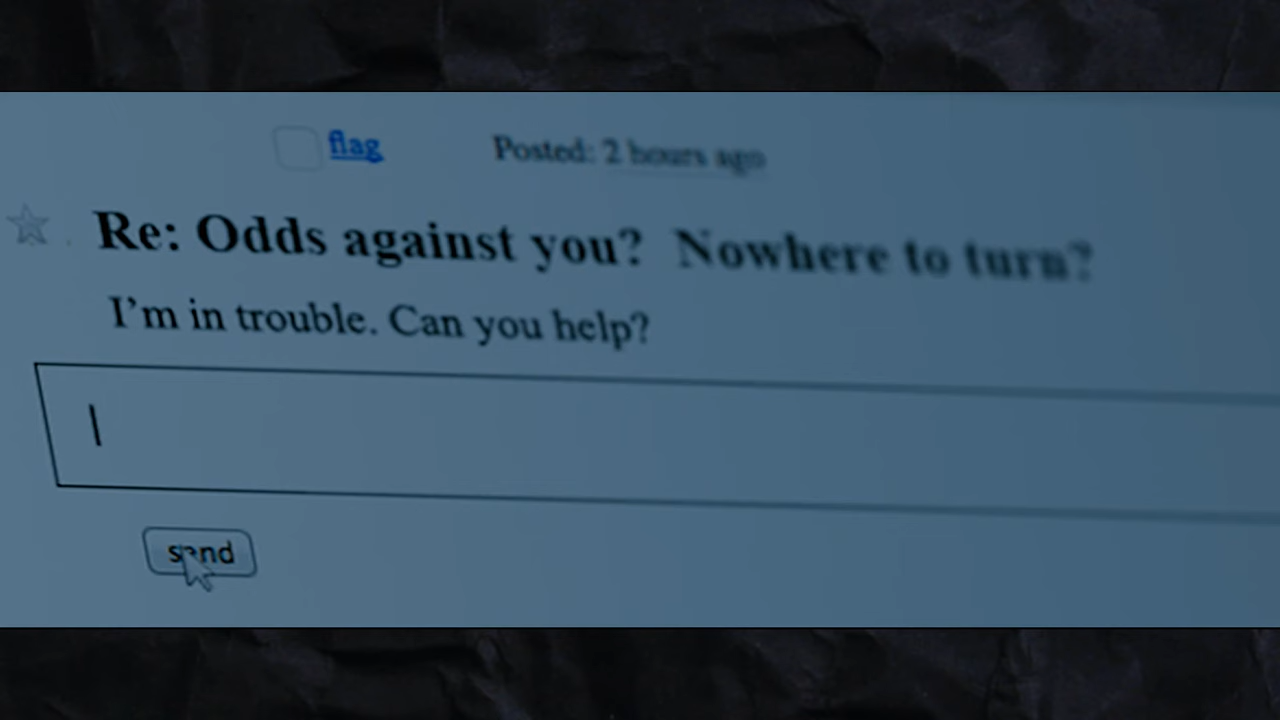 flag Posted: 2 hours ago
Re: Odds against you? Nowhere to turn?
I'm in trouble. Can you help?
send